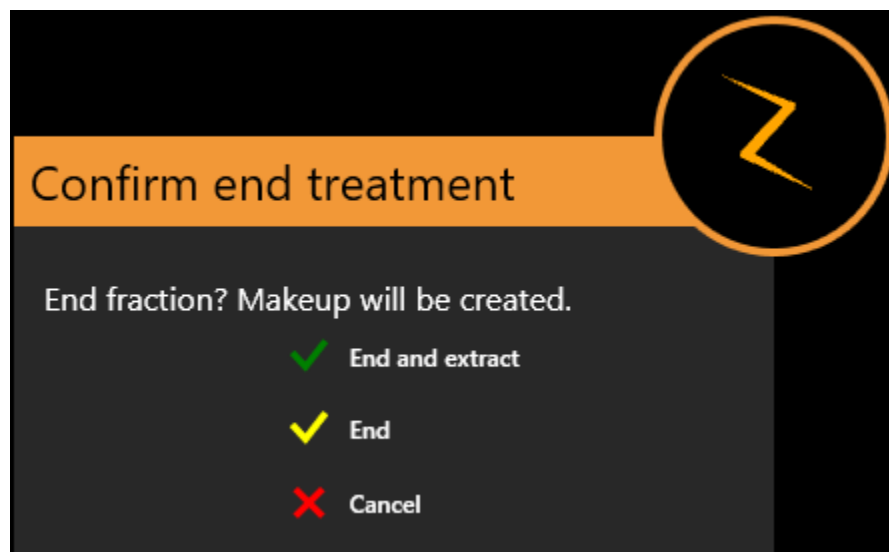 Confirm end treatment
End fraction? Makeup will be created.
End and extract
End
Cancel